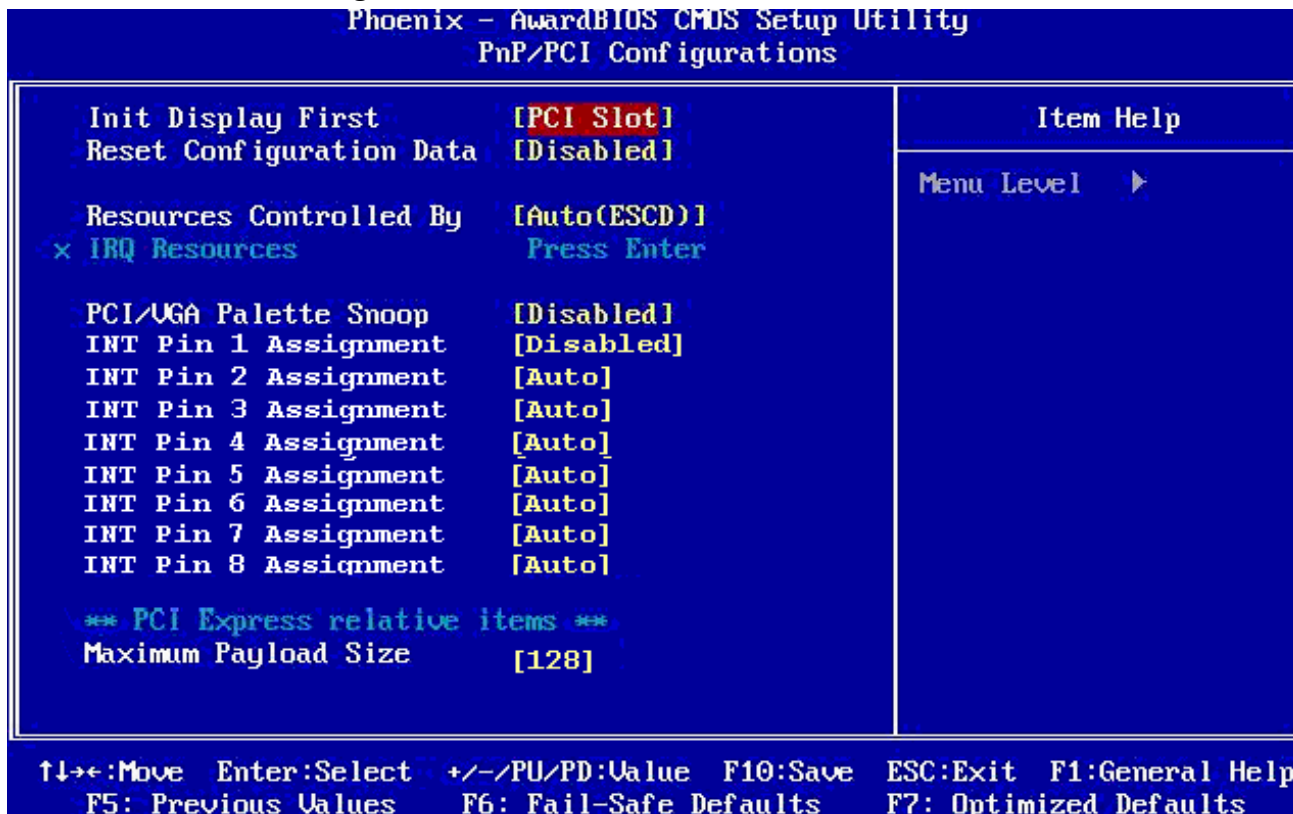 Phoenix - AwardBIOS CMOS Setup Utility
PnP/PCI Configurations
Init Display First [PCI Slot]
Reset Configuration Data [Disabled]
Resources Controlled By [Auto(ESCD)]
x IRQ Resources Press Enter
PCI/VGA Palette Snoop [Disabled]
INT Pin 1 Assignment [Disabled]
INT Pin 2 Assignment [Auto]
INT Pin 3 Assignment [Auto]
INT Pin 4 Assignment [Auto]
INT Pin 5 Assignment [Auto]
INT Pin 6 Assignment [Auto]
INT Pin 7 Assignment [Auto]
INT Pin 8 Assignment [Auto]
** PCI Express relative items **
Maximum Payload Size [128]
Item Help
Menu Level ▶
↑↓→←:Move Enter:Select +/-/PU/PD:Value F10:Save ESC:Exit F1:General Help
F5: Previous Values F6: Fail-Safe Defaults F7: Optimized Defaults